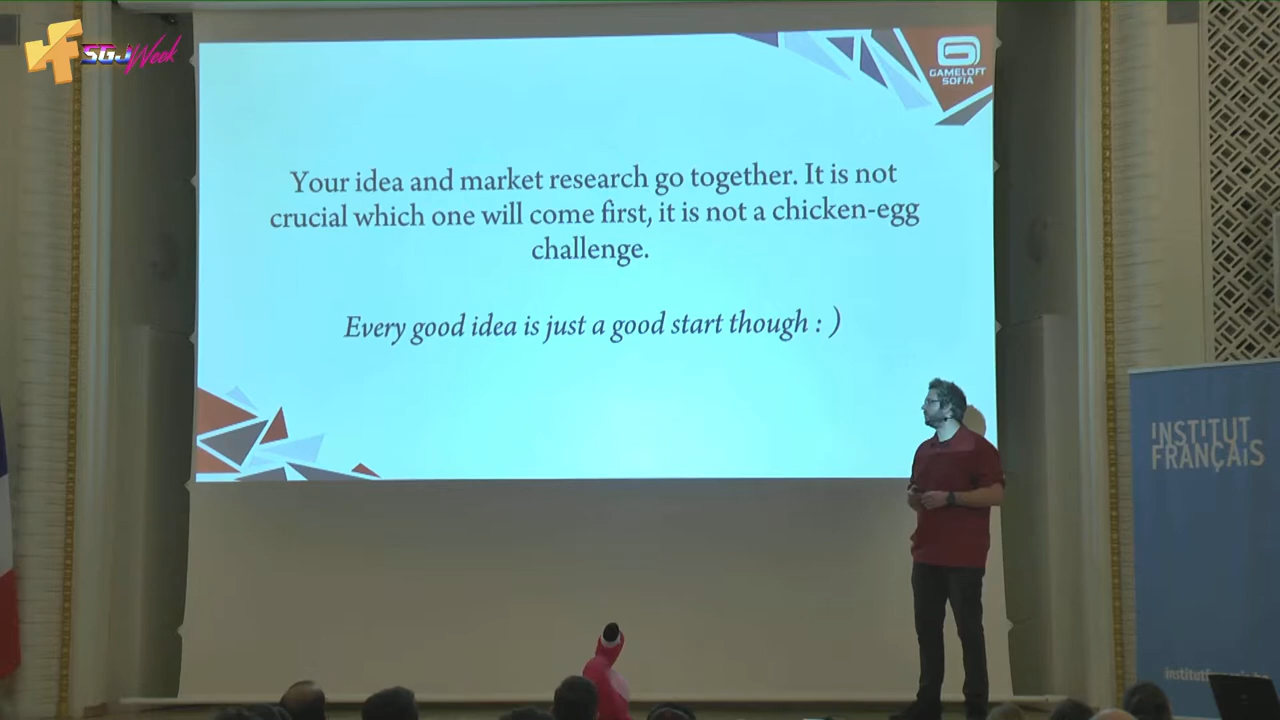 SGJ Week
GAMELOFT
SOFIA
Your idea and market research go together. It is not
crucial which one will come first, it is not a chicken-egg
challenge.
Every good idea is just a good start though : )
INSTITUT
FRANÇAIS